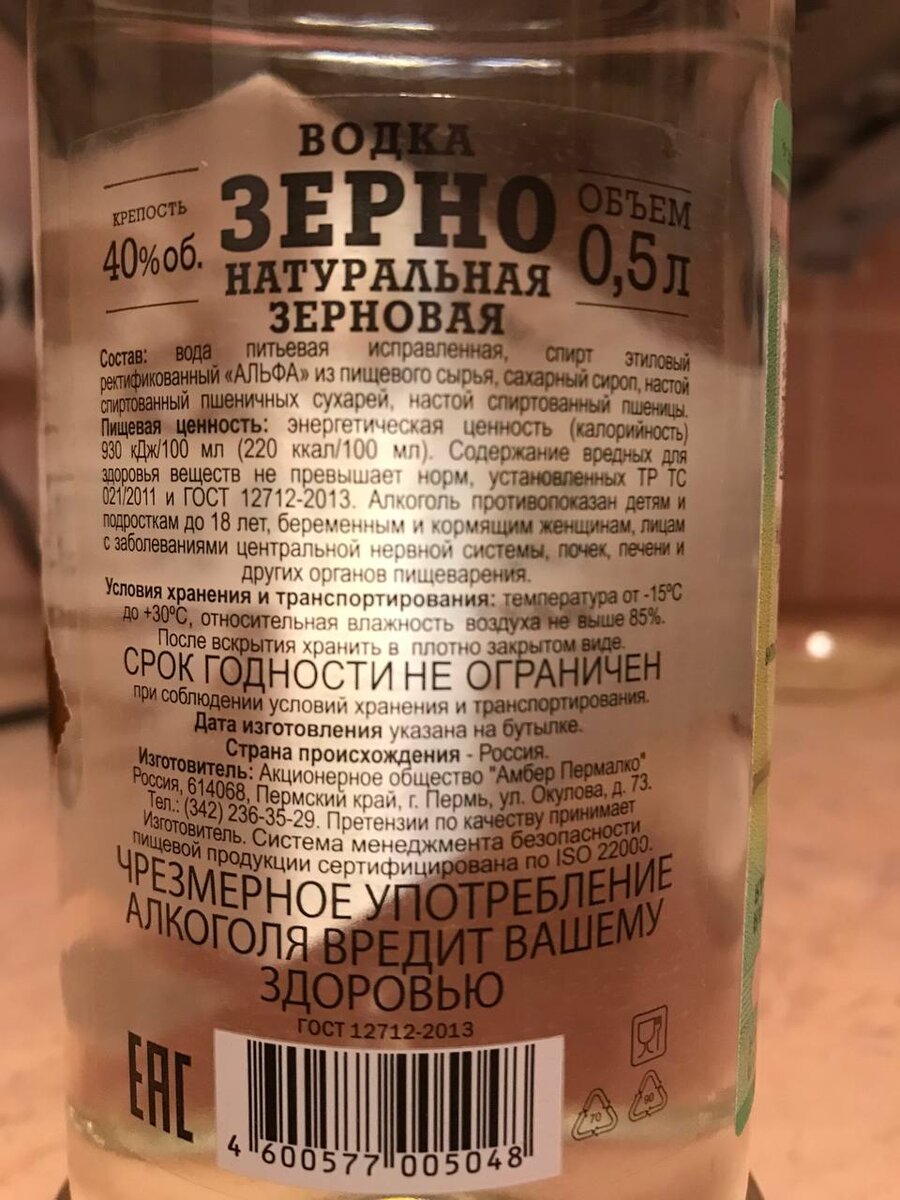 ВОДКА
КРЕПОСТЬ
40%об.
ЗЕРНО
НАТУРАЛЬНАЯ
ЗЕРНОВАЯ
ОБЪЕМ
0,5 л
Состав: вода питьевая исправленная, спирт этиловый
ректификованный «АЛЬФА» из пищевого сырья, сахарный сироп, настой
спиртованный пшеничных сухарей, настой спиртованный пшеницы.
Пищевая ценность: энергетическая ценность (калорийность)
930 кДж/100 мл (220 ккал/100 мл). Содержание вредных для
здоровья веществ не превышает норм, установленных ТР ТС
021/2011 и ГОСТ 12712-2013. Алкоголь противопоказан детям и
подросткам до 18 лет, беременным и кормящим женщинам, лицам
с заболеваниями центральной нервной системы, почек, печени и
других органов пищеварения.
Условия хранения и транспортирования: температура от -15ºС
до +30ºС, относительная влажность воздуха не выше 85%.
После вскрытия хранить в плотно закрытом виде.
СРОК ГОДНОСТИ НЕ ОГРАНИЧЕН
при соблюдении условий хранения и транспортирования.
Дата изготовления указана на бутылке.
Страна происхождения - Россия.
Изготовитель: Акционерное общество "Амбер Пермалко"
Россия, 614068, Пермский край, г. Пермь, ул. Окулова, д. 73.
Тел.: (342) 236-35-29. Претензии по качеству принимает
Изготовитель. Система менеджмента безопасности
пищевой продукции сертифицирована по ISO 22000.
ЧРЕЗМЕРНОЕ УПОТРЕБЛЕНИЕ
АЛКОГОЛЯ ВРЕДИТ ВАШЕМУ
ЗДОРОВЬЮ
ГОСТ 12712-2013
EAC
4 600577 005048
70
90